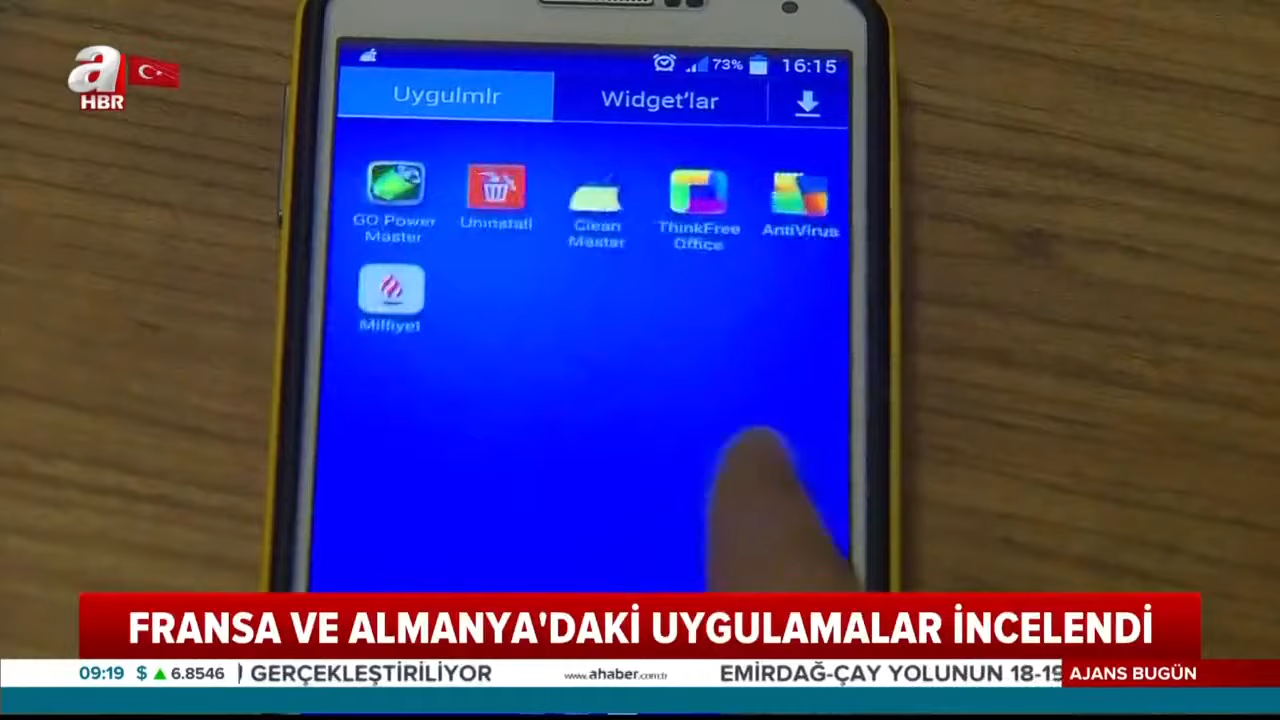 a
HBR
73% 16:15
Uygulmlr
Widget'lar
GO Power
Master
Uninstall
Clean
Master
ThinkFree
Office
AntiVirus
Milliyet
FRANSA VE ALMANYA'DAKİ UYGULAMALAR İNCELENDİ
09:19 $ ▲ 6.8546 GERÇEKLEŞTİRİLİYOR www.ahaber.com.tr EMİRDAĞ-ÇAY YOLUNUN 18-19 AJANS BUGÜN